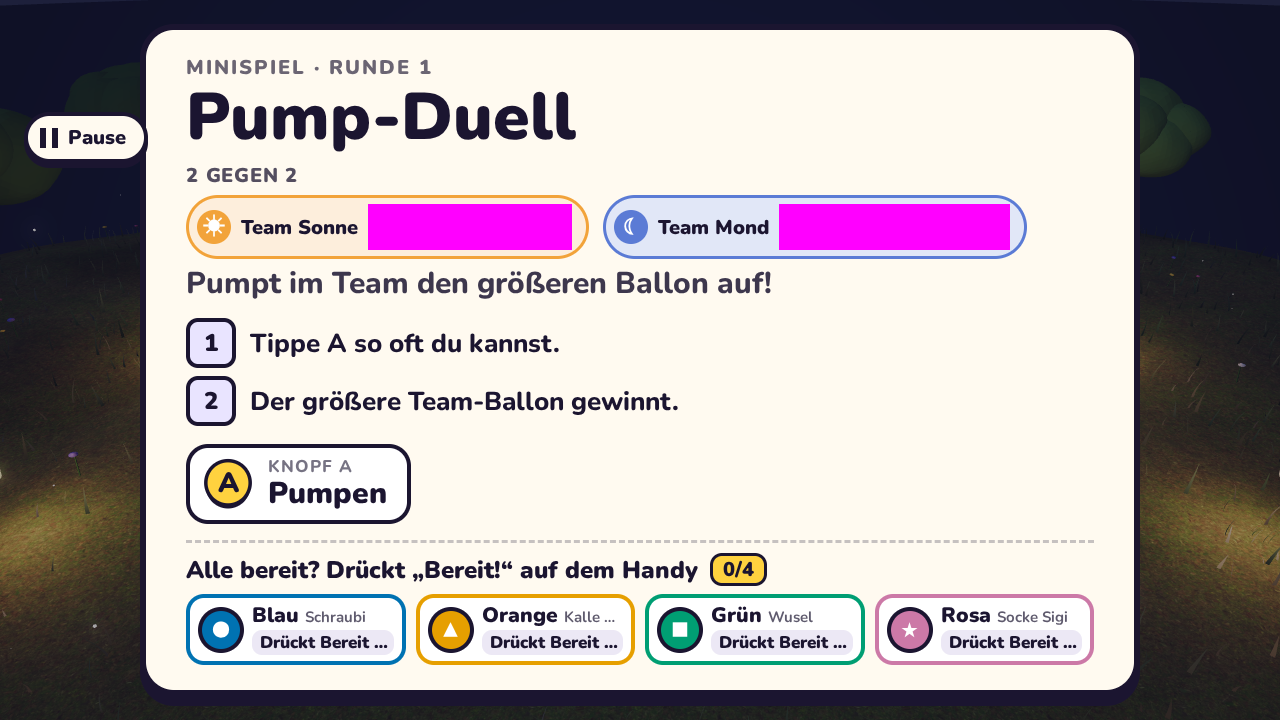 MINISPIEL · RUNDE 1
Pump-Duell
Pause
2 GEGEN 2
Team Sonne
Team Mond
Pumpt im Team den größeren Ballon auf!
1 Tippe A so oft du kannst.
2 Der größere Team-Ballon gewinnt.
A KNOPF A
Pumpen
Alle bereit? Drückt „Bereit!“ auf dem Handy 0/4
Blau Schraubi
Drückt Bereit ...
Orange Kalle ...
Drückt Bereit ...
Grün Wusel
Drückt Bereit ...
Rosa Socke Sigi
Drückt Bereit ...